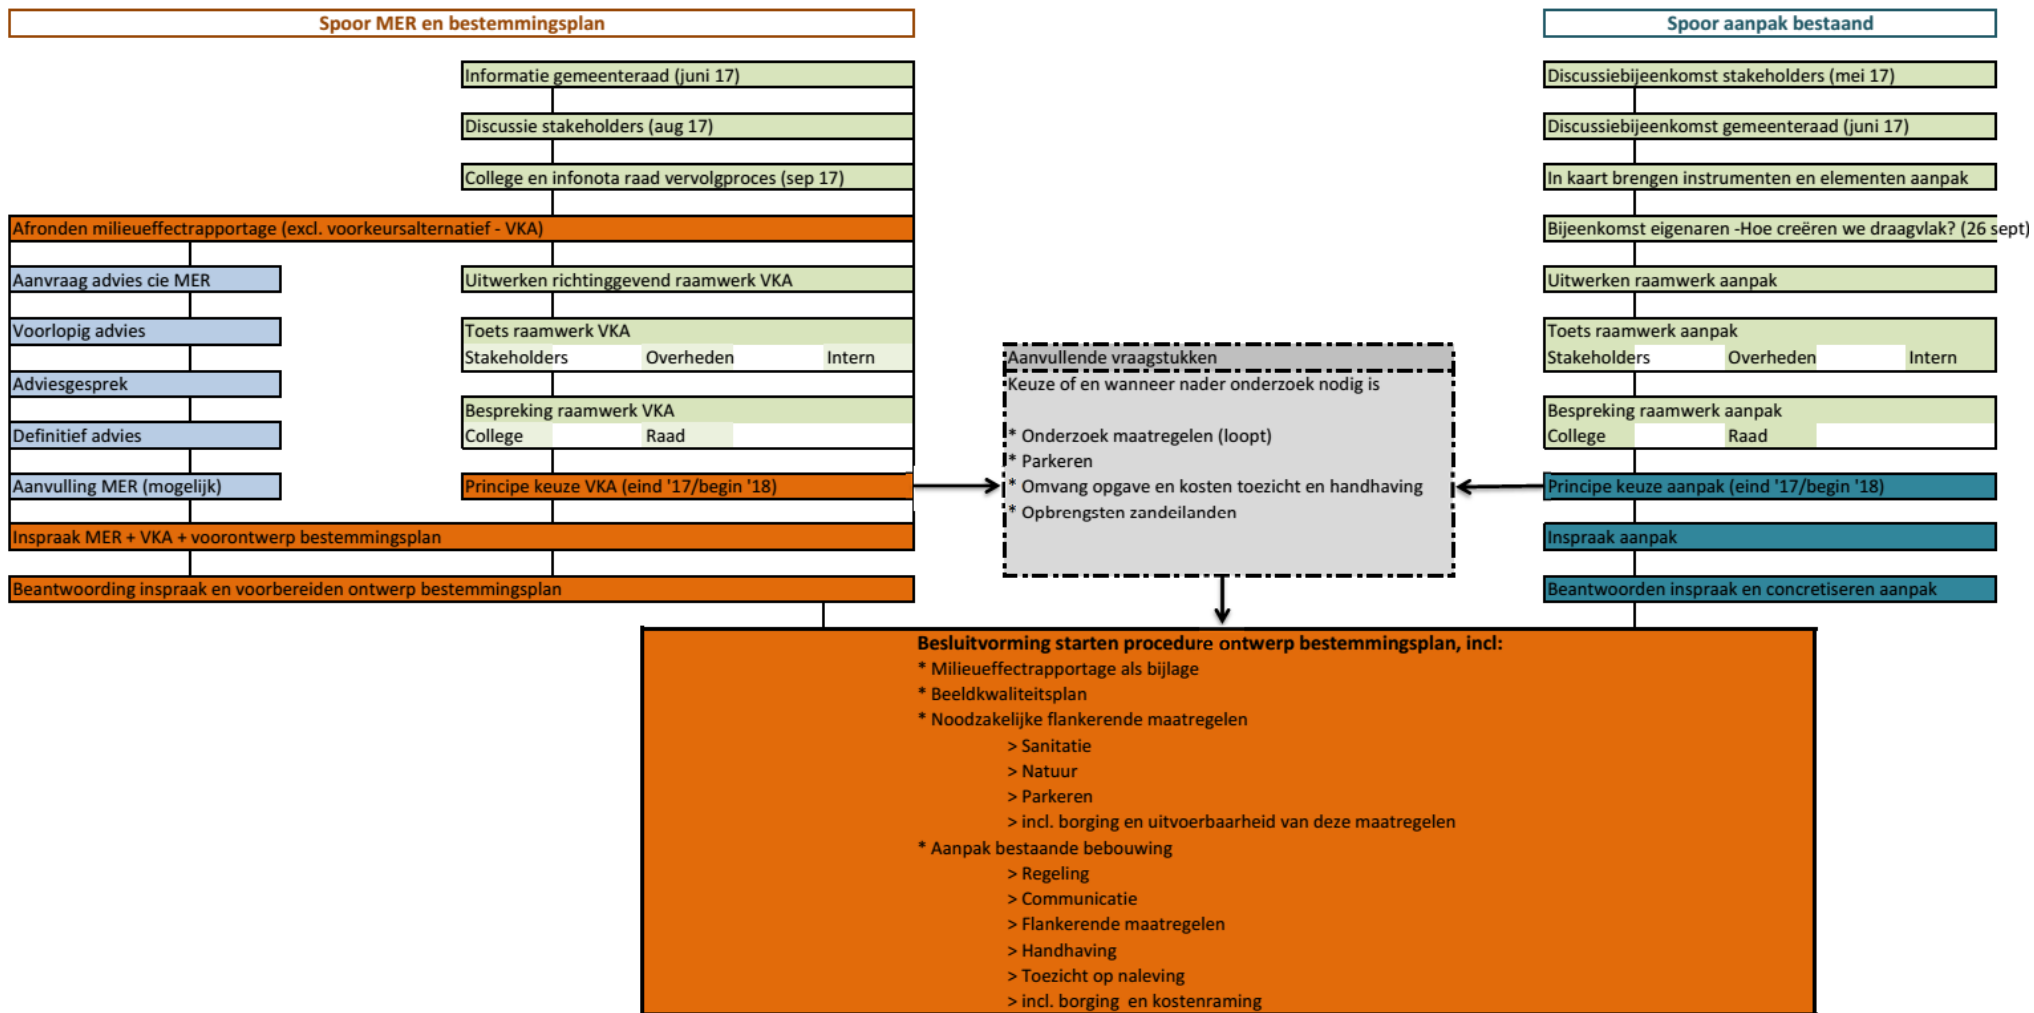 Spoor MER en bestemmingsplan
Informatie gemeenteraad (juni 17)
Discussie stakeholders (aug 17)
College en infonota raad vervolgproces (sep 17)
Afronden milieueffectrapportage (excl. voorkeursalternatief - VKA)
Aanvraag advies cie MER
Voorlopig advies
Adviesgesprek
Definitief advies
Aanvulling MER (mogelijk)
Uitwerken richtinggevend raamwerk VKA
Toets raamwerk VKA
Stakeholders Overheden Intern
Bespreking raamwerk VKA
College Raad
Principe keuze VKA (eind '17/begin '18)
Inspraak MER + VKA + voorontwerp bestemmingsplan
Beantwoording inspraak en voorbereiden ontwerp bestemmingsplan
Aanvullende vraagstukken
Keuze of en wanneer nader onderzoek nodig is
* Onderzoek maatregelen (loopt)
* Parkeren
* Omvang opgave en kosten toezicht en handhaving
* Opbrengsten zandeilanden
Spoor aanpak bestaand
Discussiebijeenkomst stakeholders (mei 17)
Discussiebijeenkomst gemeenteraad (juni 17)
In kaart brengen instrumenten en elementen aanpak
Bijeenkomst eigenaren -Hoe creëren we draagvlak? (26 sept)
Uitwerken raamwerk aanpak
Toets raamwerk aanpak
Stakeholders Overheden Intern
Bespreking raamwerk aanpak
College Raad
Principe keuze aanpak (eind '17/begin '18)
Inspraak aanpak
Beantwoorden inspraak en concretiseren aanpak
Besluitvorming starten procedure ontwerp bestemmingsplan, incl:
* Milieueffectrapportage als bijlage
* Beeldkwaliteitsplan
* Noodzakelijke flankerende maatregelen
> Sanitatie
> Natuur
> Parkeren
> incl. borging en uitvoerbaarheid van deze maatregelen
* Aanpak bestaande bebouwing
> Regeling
> Communicatie
> Flankerende maatregelen
> Handhaving
> Toezicht op naleving
> incl. borging en kostenraming